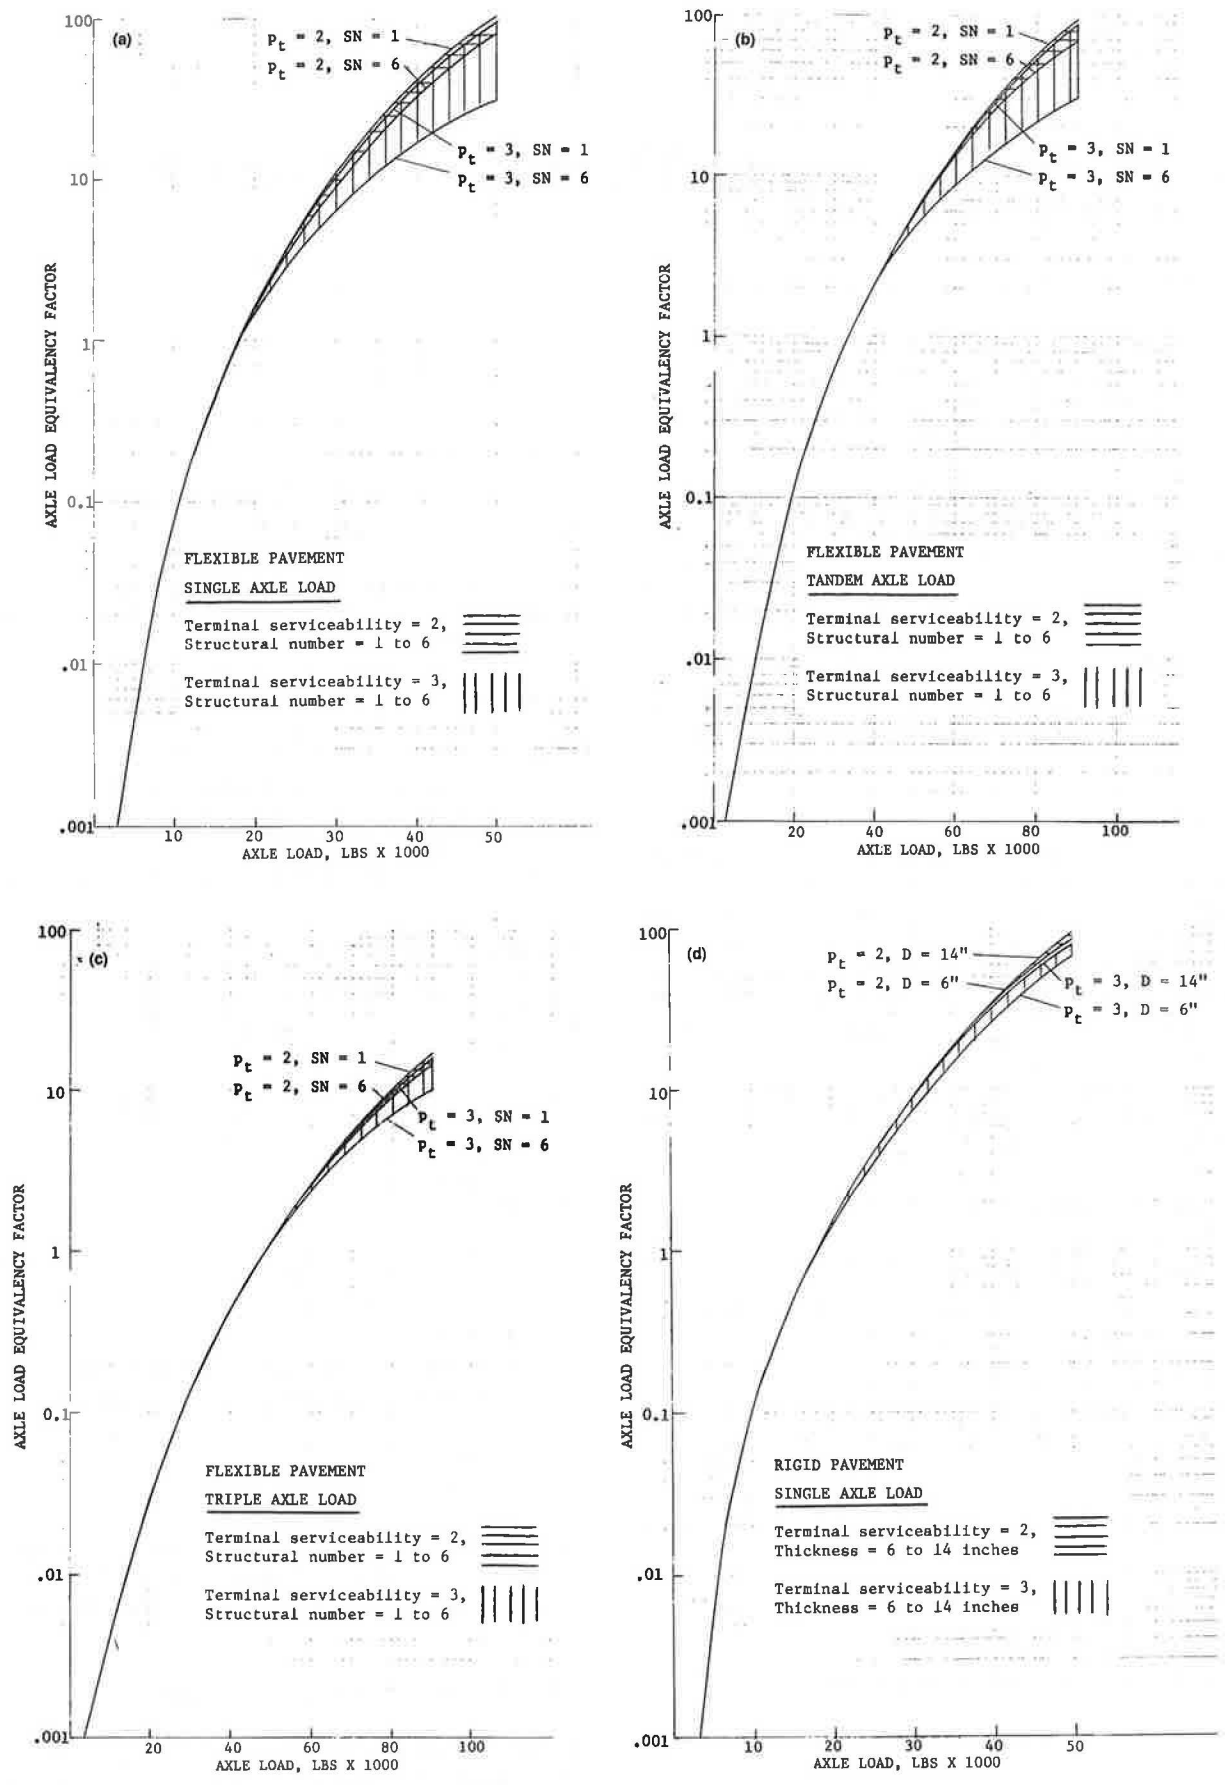 (a)
100
10
1
0.1
.01
.001
10 20 30 40 50
AXLE LOAD EQUIVALENCY FACTOR
AXLE LOAD, LBS X 1000
Pt = 2, SN = 1
Pt = 2, SN = 6
Pt = 3, SN = 1
Pt = 3, SN = 6
FLEXIBLE PAVEMENT
SINGLE AXLE LOAD
Terminal serviceability = 2,
Structural number = 1 to 6
Terminal serviceability = 3,
Structural number = 1 to 6
(b)
100
10
1
0.1
.01
.001
20 40 60 80 100
AXLE LOAD EQUIVALENCY FACTOR
AXLE LOAD, LBS X 1000
Pt = 2, SN = 1
Pt = 2, SN = 6
Pt = 3, SN = 1
Pt = 3, SN = 6
FLEXIBLE PAVEMENT
TANDEM AXLE LOAD
Terminal serviceability = 2,
Structural number = 1 to 6
Terminal serviceability = 3,
Structural number = 1 to 6
(c)
100
10
1
0.1
.01
.001
20 40 60 80 100
AXLE LOAD EQUIVALENCY FACTOR
AXLE LOAD, LBS X 1000
Pt = 2, SN = 1
Pt = 2, SN = 6
Pt = 3, SN = 1
Pt = 3, SN = 6
FLEXIBLE PAVEMENT
TRIPLE AXLE LOAD
Terminal serviceability = 2,
Structural number = 1 to 6
Terminal serviceability = 3,
Structural number = 1 to 6
(d)
100
10
1
0.1
.01
.001
10 20 30 40 50
AXLE LOAD EQUIVALENCY FACTOR
AXLE LOAD, LBS X 1000
Pt = 2, D = 14"
Pt = 2, D = 6"
Pt = 3, D = 14"
Pt = 3, D = 6"
RIGID PAVEMENT
SINGLE AXLE LOAD
Terminal serviceability = 2,
Thickness = 6 to 14 inches
Terminal serviceability = 3,
Thickness = 6 to 14 inches